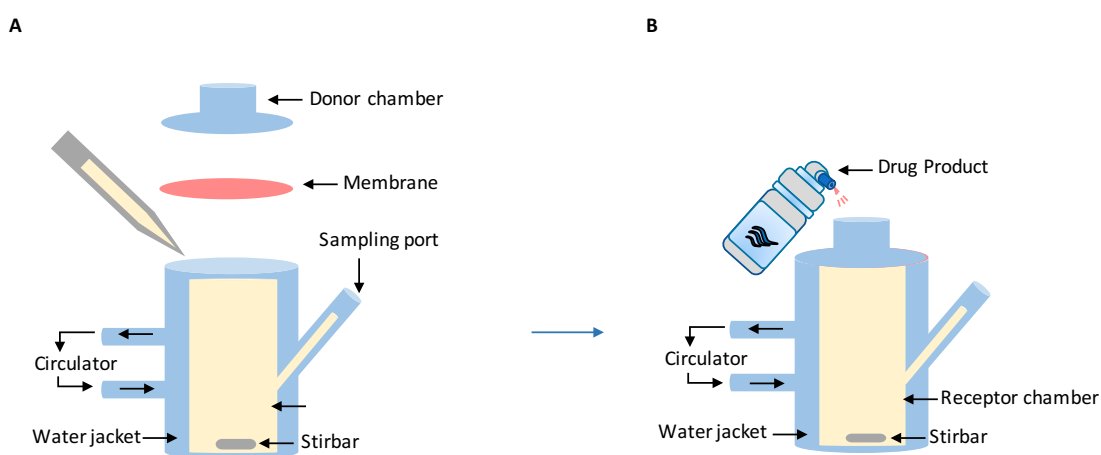 A
Donor chamber
Membrane
Sampling port
Circulator
Water jacket
Stirbar
B
Drug Product
Circulator
Receptor chamber
Water jacket
Stirbar